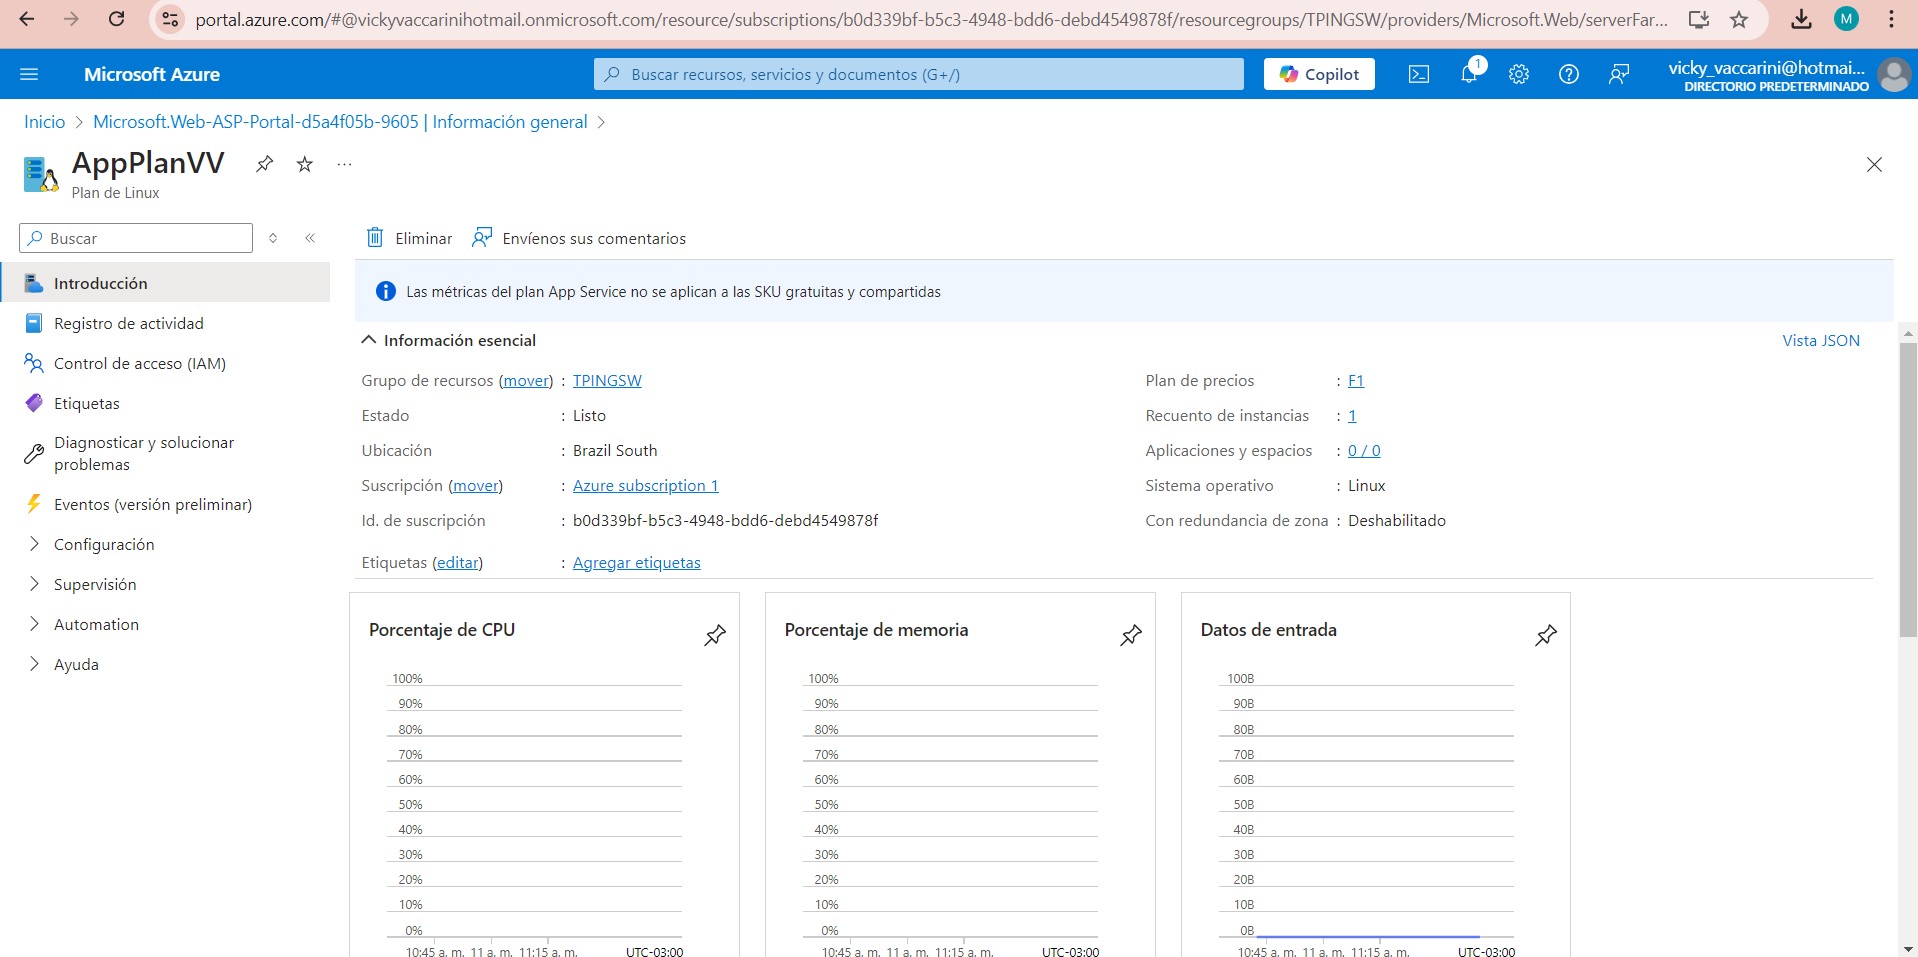 portal.azure.com/#@vickyvaccarinihotmail.onmicrosoft.com/resource/subscriptions/b0d339bf-b5c3-4948-bdd6-debd4549878f/resourcegroups/TPINGSW/providers/Microsoft.Web/serverFar...
M
Microsoft Azure
Buscar recursos, servicios y documentos (G+/)
Copilot
1
vicky_vaccarini@hotmai...
DIRECTORIO PREDETERMINADO
Inicio > Microsoft.Web-ASP-Portal-d5a4f05b-9605 | Información general >
AppPlanVV
Plan de Linux
Buscar
Introducción
Registro de actividad
Control de acceso (IAM)
Etiquetas
Diagnosticar y solucionar
problemas
Eventos (versión preliminar)
Configuración
Supervisión
Automation
Ayuda
Eliminar
Envíenos sus comentarios
Las métricas del plan App Service no se aplican a las SKU gratuitas y compartidas
Información esencial
Vista JSON
Grupo de recursos (mover) : TPINGSW
Estado : Listo
Ubicación : Brazil South
Suscripción (mover) : Azure subscription 1
Id. de suscripción : b0d339bf-b5c3-4948-bdd6-debd4549878f
Etiquetas (editar) : Agregar etiquetas
Plan de precios : F1
Recuento de instancias : 1
Aplicaciones y espacios : 0 / 0
Sistema operativo : Linux
Con redundancia de zona : Deshabilitado
Porcentaje de CPU
100%
90%
80%
70%
60%
50%
40%
30%
20%
10%
0%
10:45 a. m. 11 a. m. 11:15 a. m. UTC-03:00
Porcentaje de memoria
100%
90%
80%
70%
60%
50%
40%
30%
20%
10%
0%
10:45 a. m. 11 a. m. 11:15 a. m. UTC-03:00
Datos de entrada
100B
90B
80B
70B
60B
50B
40B
30B
20B
10B
0B
10:45 a. m. 11 a. m. 11:15 a. m. UTC-03:00